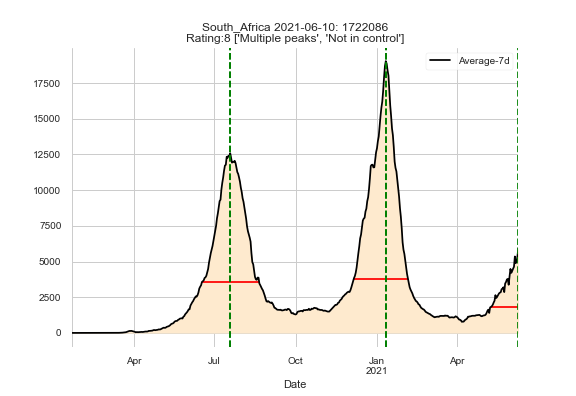 South_Africa 2021-06-10: 1722086
Rating:8 ['Multiple peaks', 'Not in control']
Average-7d
17500
15000
12500
10000
7500
5000
2500
0
Apr
Jul
Oct
Jan
2021
Apr
Date